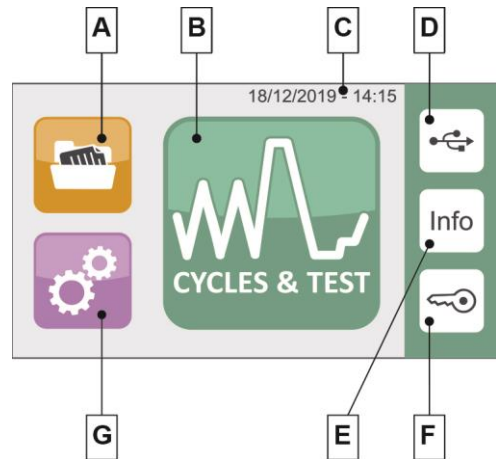 A B C D
18/12/2019 - 14:15
Info
CYCLES & TEST
G E F